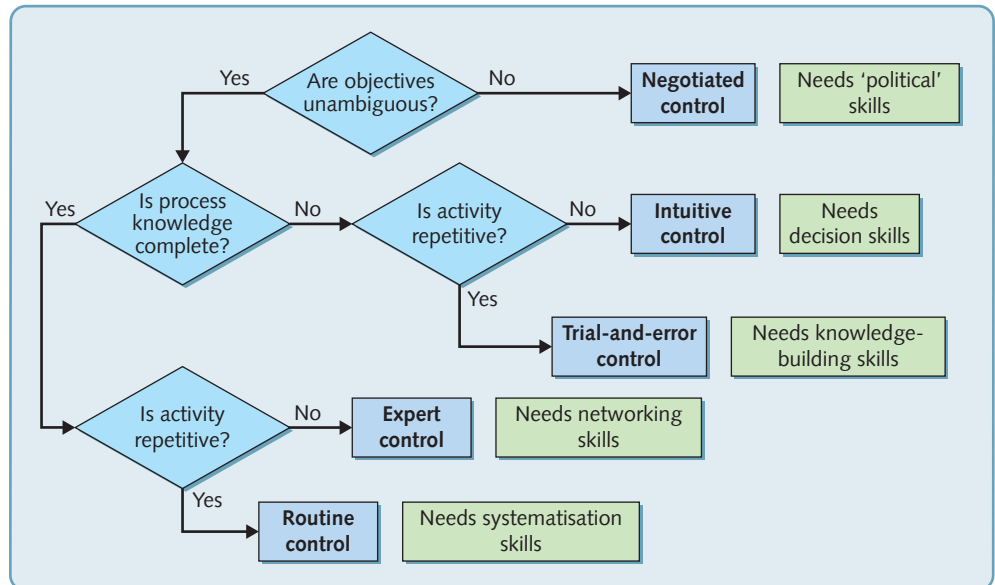 Are objectives
unambiguous?
Yes
No
Negotiated
control
Needs ‘political’
skills
Is process
knowledge
complete?
Yes
No
Is activity
repetitive?
No
Intuitive
control
Needs
decision skills
Yes
Trial-and-error
control
Needs knowledge-
building skills
Is activity
repetitive?
No
Expert
control
Needs networking
skills
Yes
Routine
control
Needs systematisation
skills